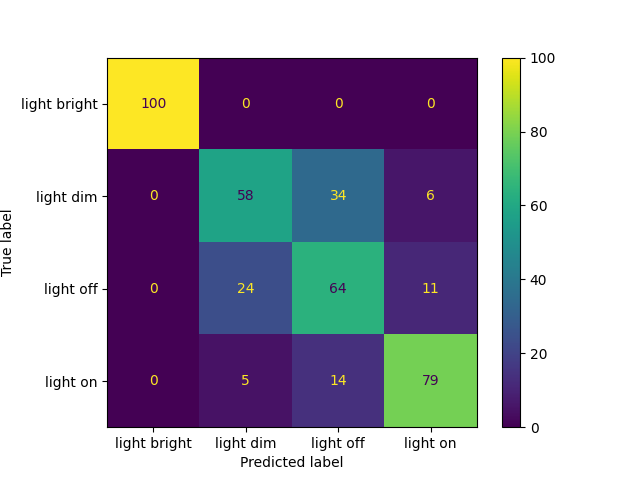 100
light bright 100 0 0 0
80
light dim 0 58 34 6
60
True label
40
light off 0 24 64 11
20
light on 0 5 14 79
0
light bright light dim light off light on
Predicted label